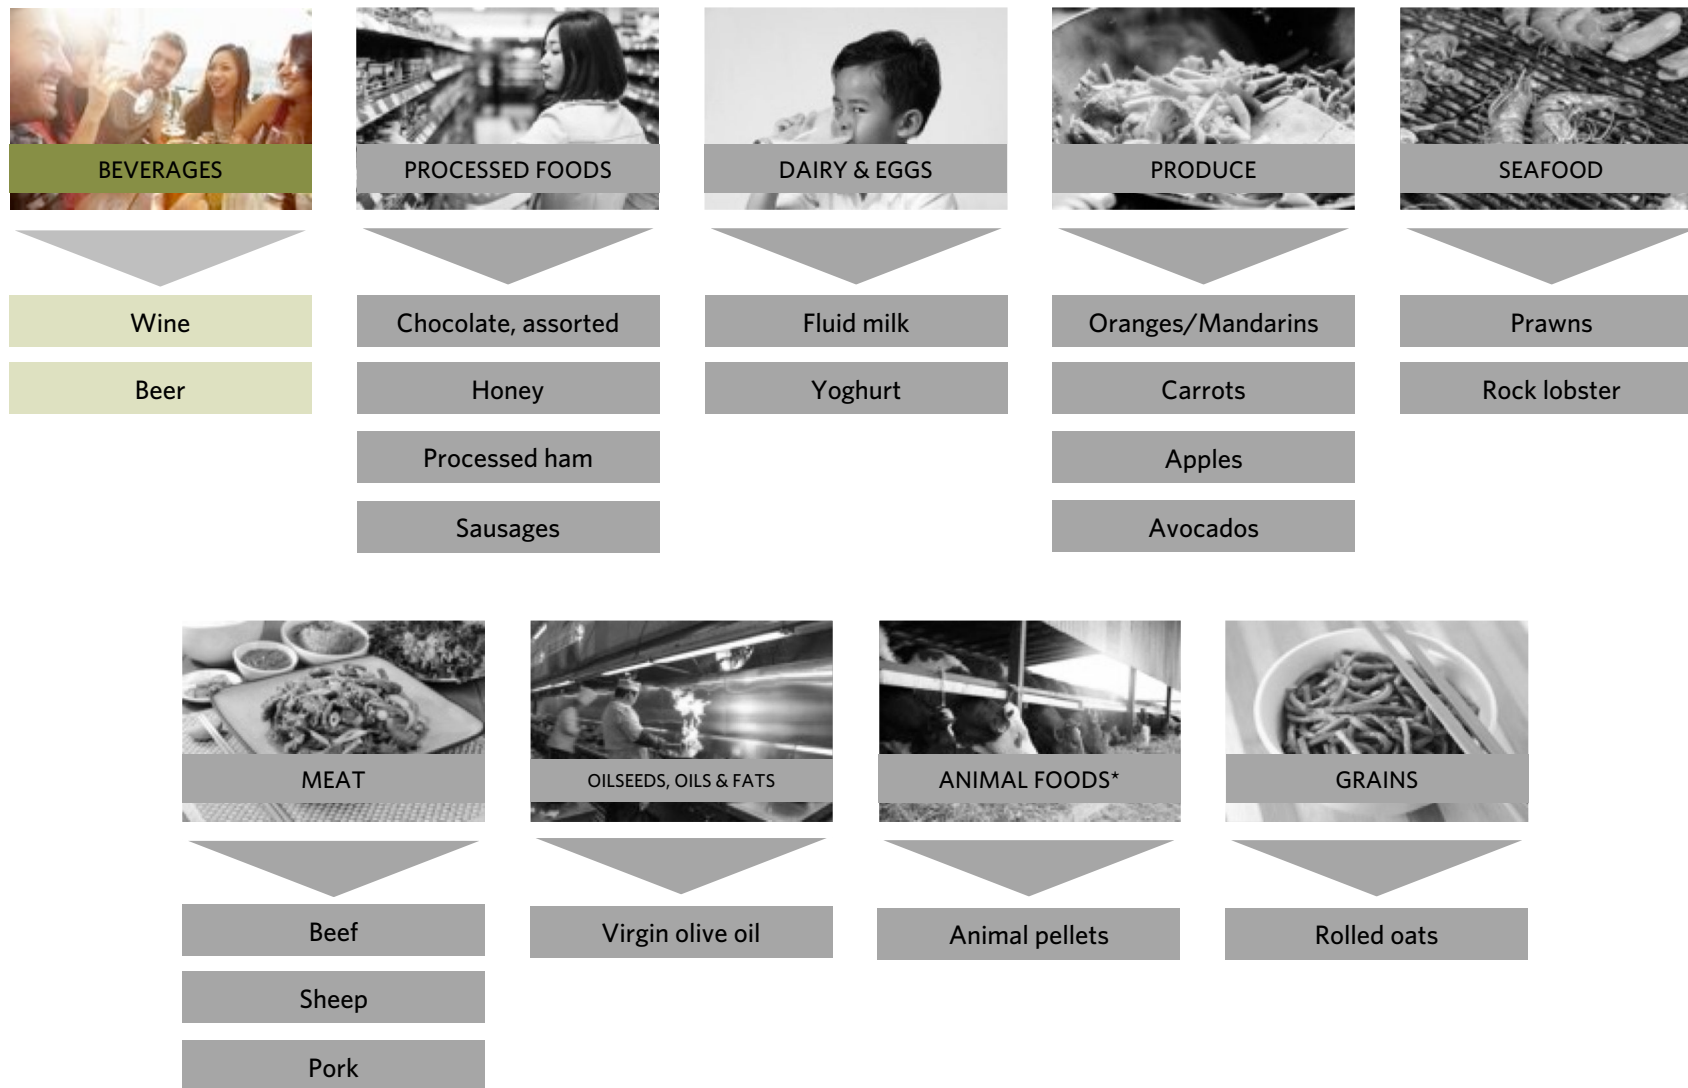 BEVERAGES
PROCESSED FOODS
DAIRY & EGGS
PRODUCE
SEAFOOD
Wine
Chocolate, assorted
Fluid milk
Oranges/Mandarins
Prawns
Beer
Honey
Yoghurt
Carrots
Rock lobster
Processed ham
Apples
Sausages
Avocados
MEAT
OILSEEDS, OILS & FATS
ANIMAL FOODS*
GRAINS
Beef
Virgin olive oil
Animal pellets
Rolled oats
Sheep
Pork